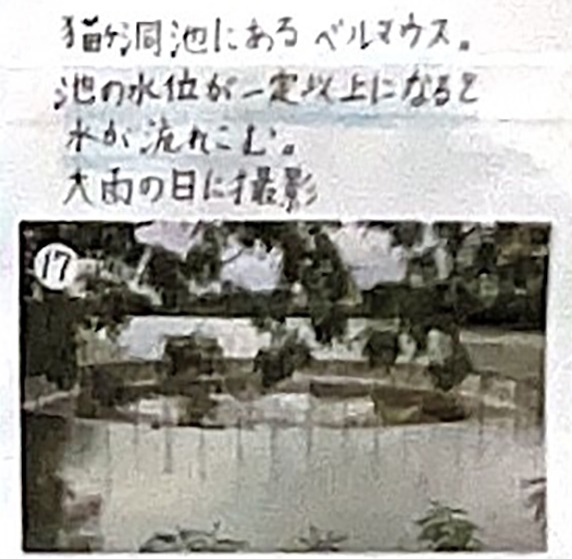 猫ヶ洞池にあるベルマウス。
池の水位が一定以上になると
水が流れこむ。
大雨の日に撮影
17